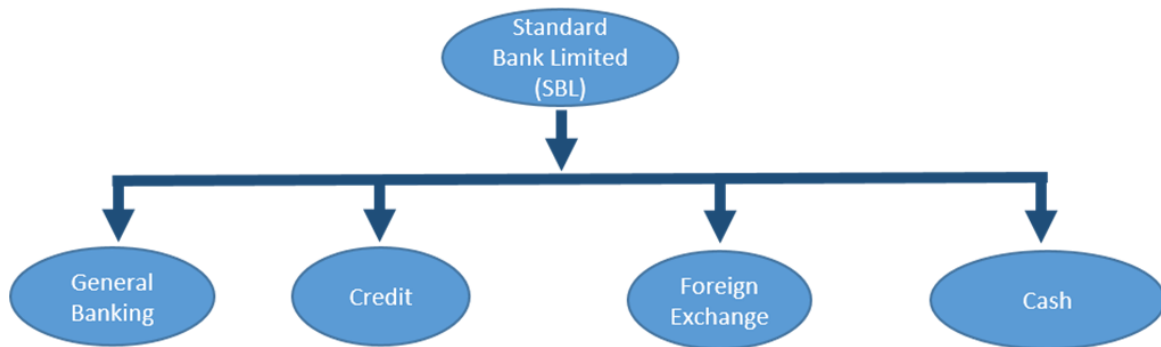 Standard
Bank Limited
(SBL)
General
Banking
Credit
Foreign
Exchange
Cash